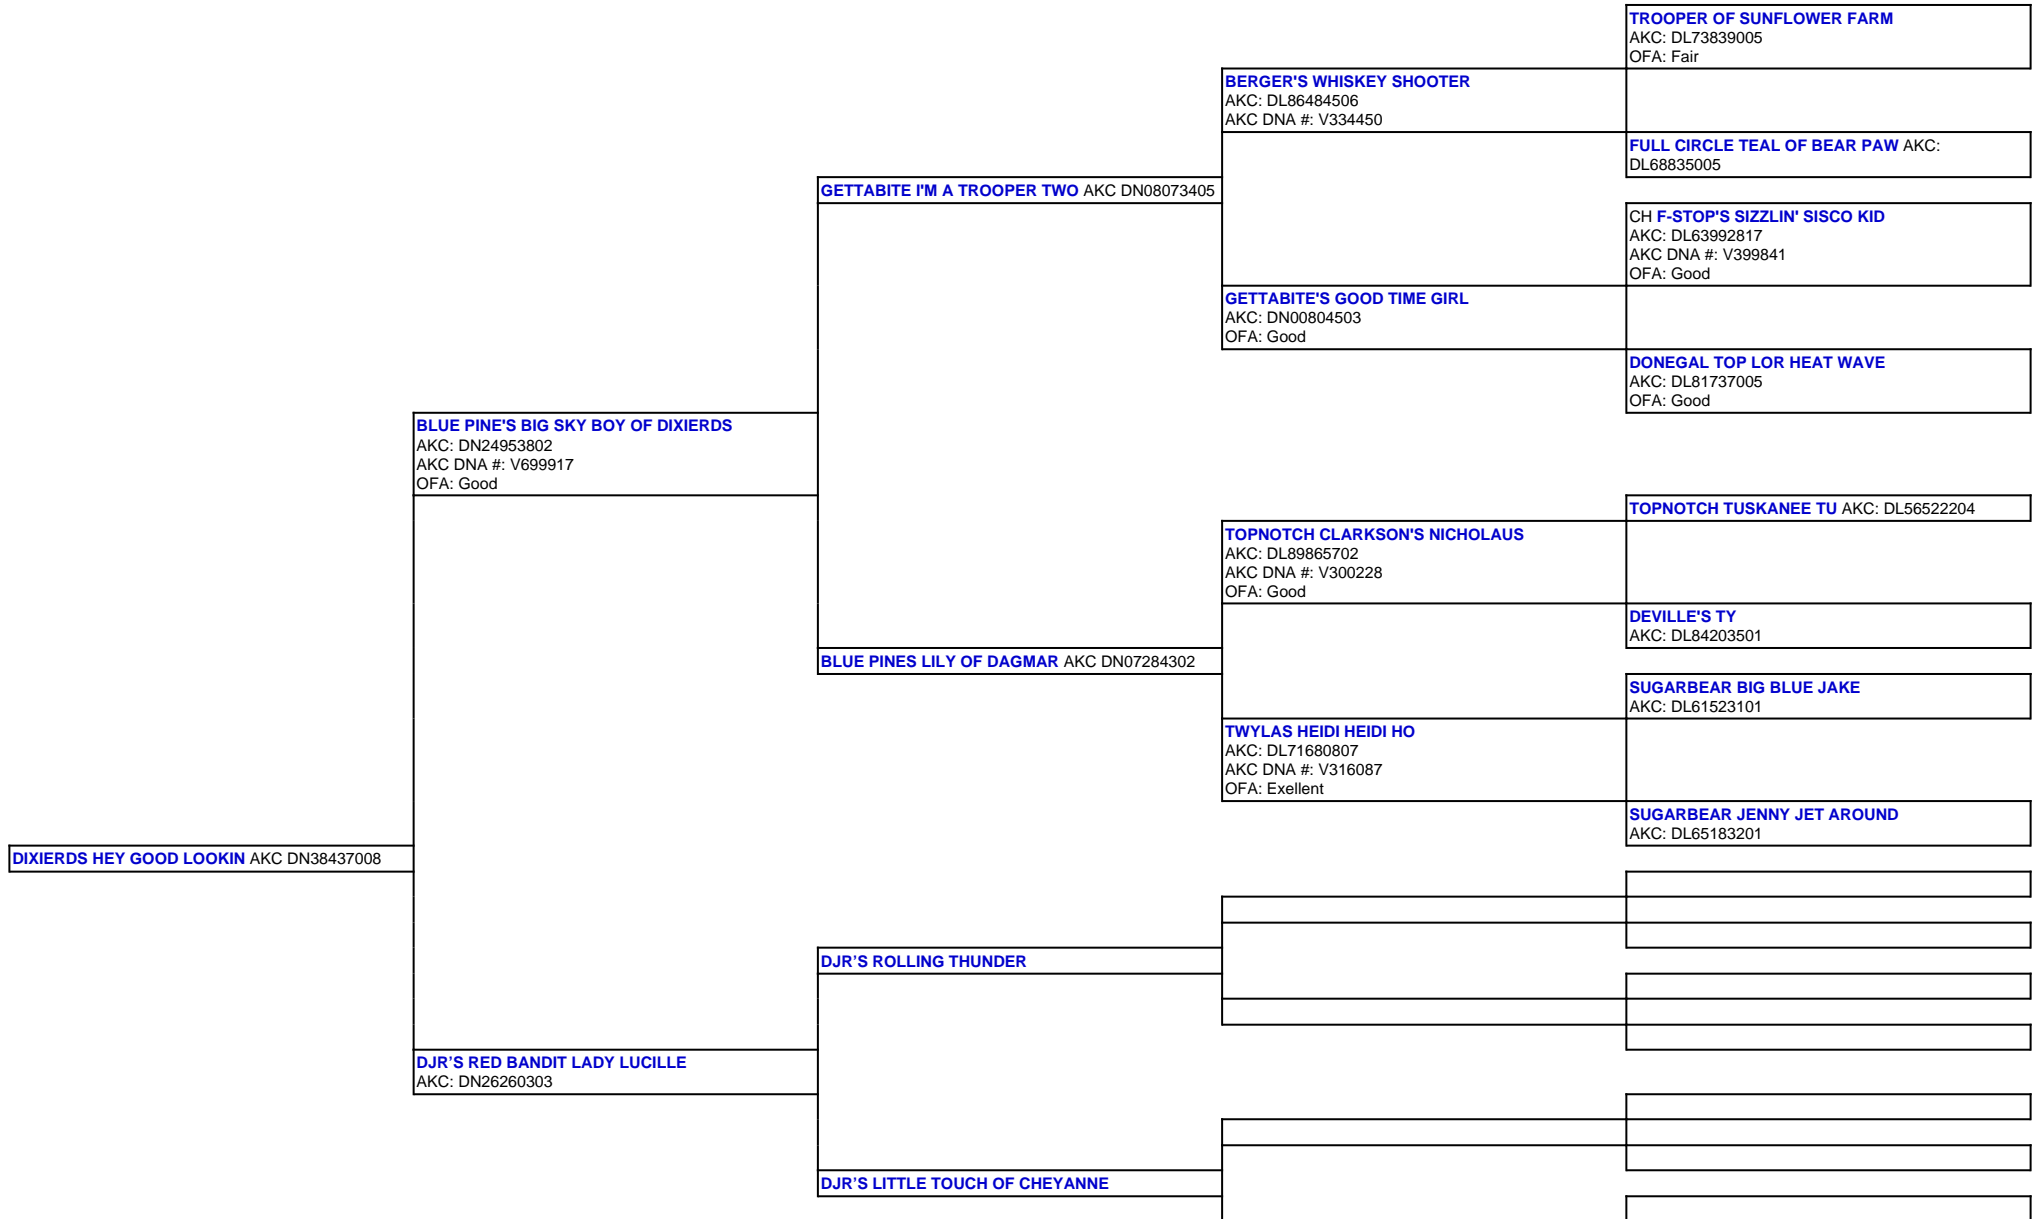 TROOPER OF SUNFLOWER FARM
AKC: DL73839005
OFA: Fair
BERGER'S WHISKEY SHOOTER
AKC: DL86484506
AKC DNA #: V334450
FULL CIRCLE TEAL OF BEAR PAW AKC:
DL68835005
GETTABITE I'M A TROOPER TWO AKC DN08073405
CH F-STOP'S SIZZLIN' SISCO KID
AKC: DL63992817
AKC DNA #: V399841
OFA: Good
GETTABITE'S GOOD TIME GIRL
AKC: DN00804503
OFA: Good
DONEGAL TOP LOR HEAT WAVE
AKC: DL81737005
OFA: Good
BLUE PINE'S BIG SKY BOY OF DIXIERDS
AKC: DN24953802
AKC DNA #: V699917
OFA: Good
TOPNOTCH TUSKANEE TU AKC: DL56522204
TOPNOTCH CLARKSON'S NICHOLAUS
AKC: DL89865702
AKC DNA #: V300228
OFA: Good
DEVILLE'S TY
AKC: DL84203501
BLUE PINES LILY OF DAGMAR AKC DN07284302
SUGARBEAR BIG BLUE JAKE
AKC: DL61523101
TWYLAS HEIDI HEIDI HO
AKC: DL71680807
AKC DNA #: V316087
OFA: Exellent
SUGARBEAR JENNY JET AROUND
AKC: DL65183201
DIXIERDS HEY GOOD LOOKIN AKC DN38437008
DJR’S ROLLING THUNDER
DJR’S RED BANDIT LADY LUCILLE
AKC: DN26260303
DJR’S LITTLE TOUCH OF CHEYANNE